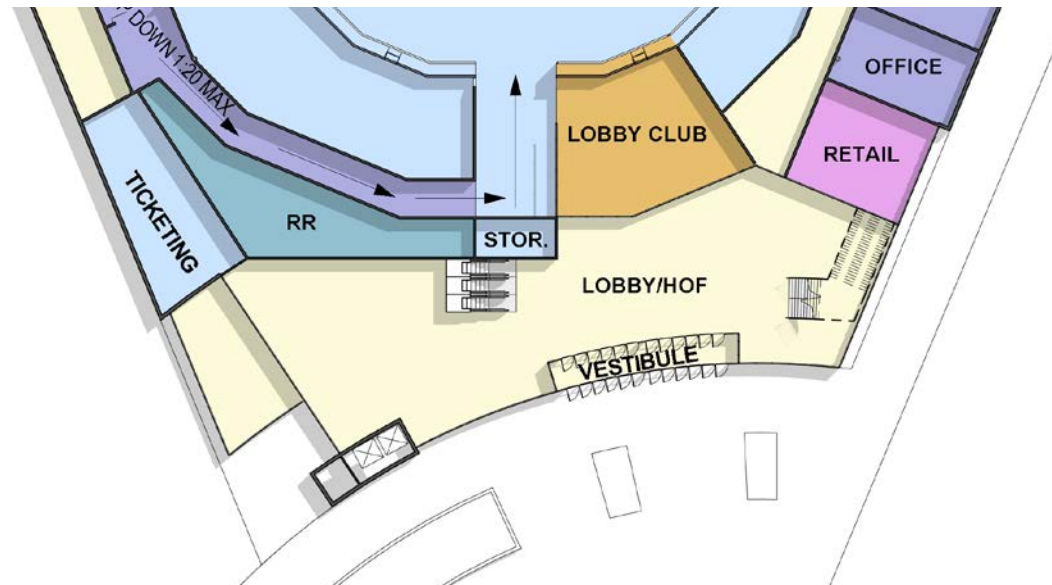 DOWN 1:20 MAX
OFFICE
LOBBY CLUB
RETAIL
TICKETING
RR
STOR.
LOBBY/HOF
VESTIBULE